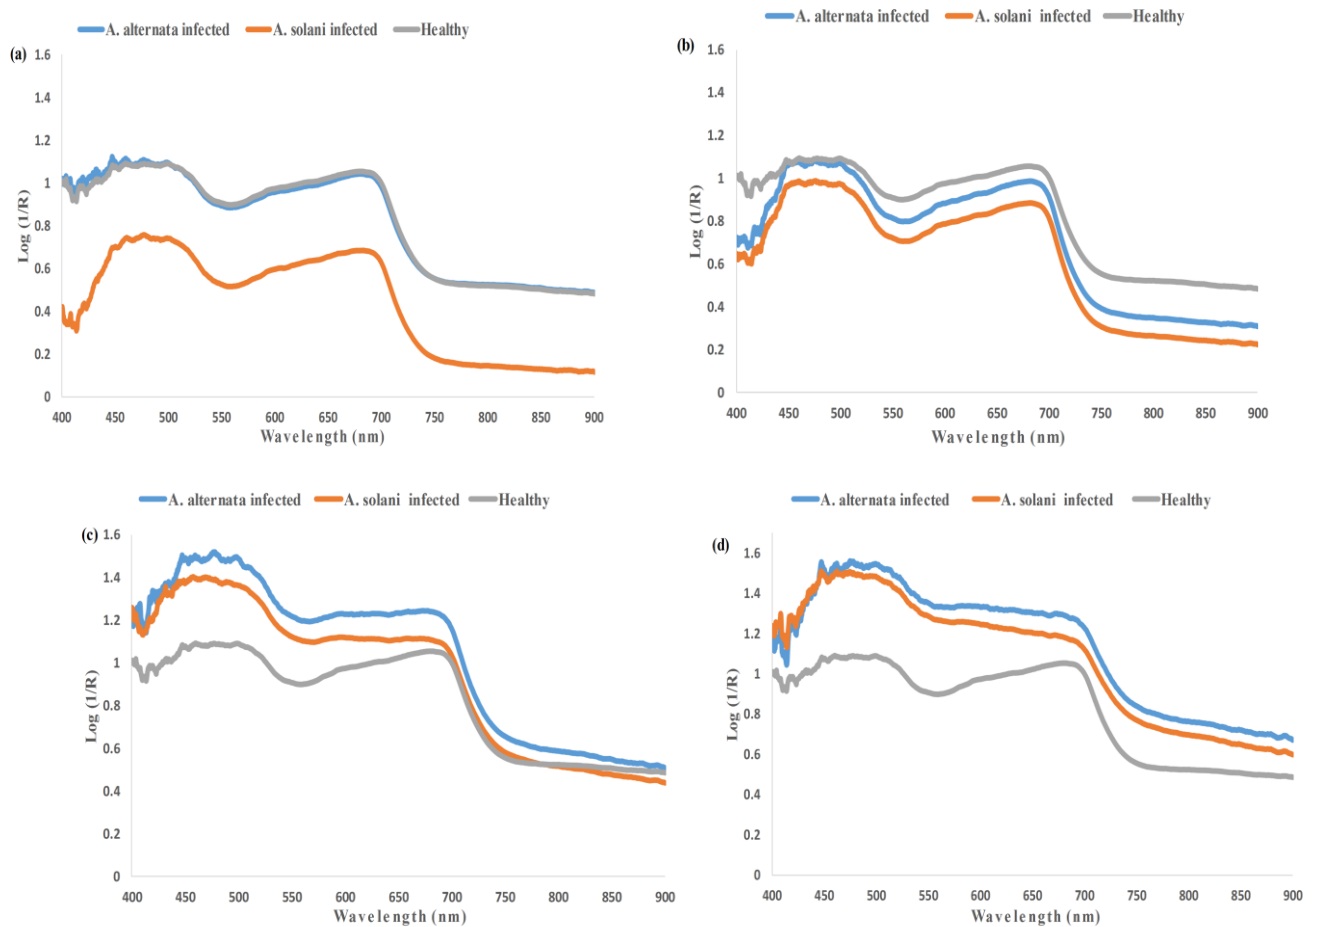 A. alternata infected A. solani infected Healthy
(a)
1.6
1.4
1.2
1
0.8
0.6
0.4
0.2
0
Log (1/R)
400 450 500 550 600 650 700 750 800 850 900
Wavelength (nm)
A. alternata infected A. solani infected Healthy
(b)
1.6
1.4
1.2
1
0.8
0.6
0.4
0.2
0
Log (1/R)
400 450 500 550 600 650 700 750 800 850 900
Wavelength (nm)
A. alternata infected A. solani infected Healthy
(c)
1.6
1.4
1.2
1
0.8
0.6
0.4
0.2
0
Log (1/R)
400 450 500 550 600 650 700 750 800 850 900
Wavelength (nm)
A. alternata infected A. solani infected Healthy
(d)
1.6
1.4
1.2
1
0.8
0.6
0.4
0.2
0
Log (1/R)
400 450 500 550 600 650 700 750 800 850 900
Wavelength (nm)